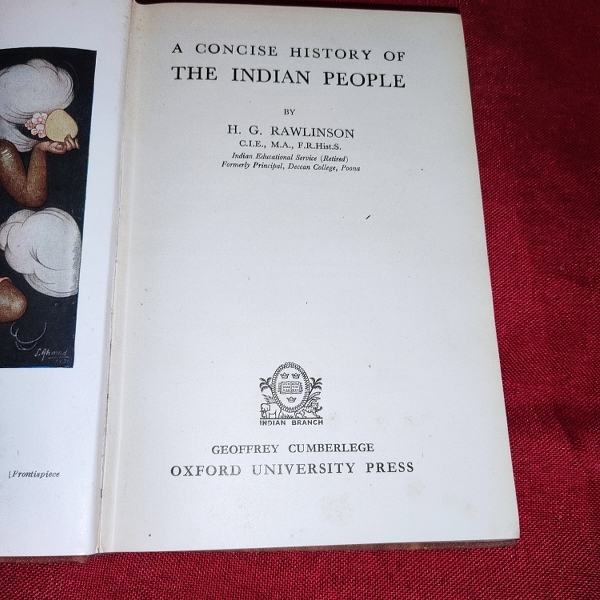 A CONCISE HISTORY OF
THE INDIAN PEOPLE
BY
H. G. RAWLINSON
C.I.E., M.A., F.R.Hist.S.
Indian Educational Service (Retired)
Formerly Principal, Deccan College, Poona
INDIAN BRANCH
GEOFFREY CUMBERLEGE
OXFORD UNIVERSITY PRESS
[Frontispiece